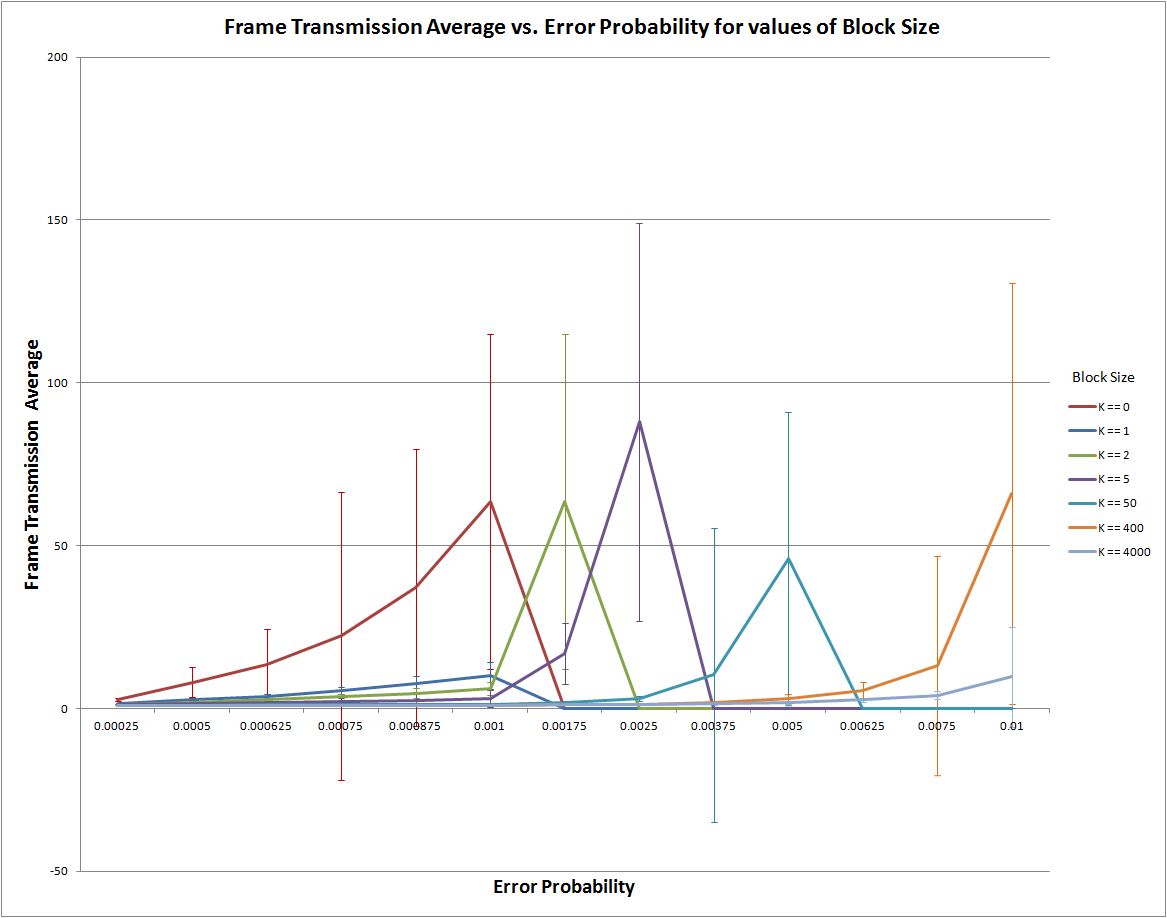 Frame Transmission Average vs. Error Probability for values of Block Size
200
150
100
50
0
-50
Frame Transmission Average
0.00025 0.0005 0.000625 0.00075 0.000875 0.001 0.00175 0.0025 0.00375 0.005 0.00625 0.0075 0.01
Error Probability
Block Size
K == 0
K == 1
K == 2
K == 5
K == 50
K == 400
K == 4000